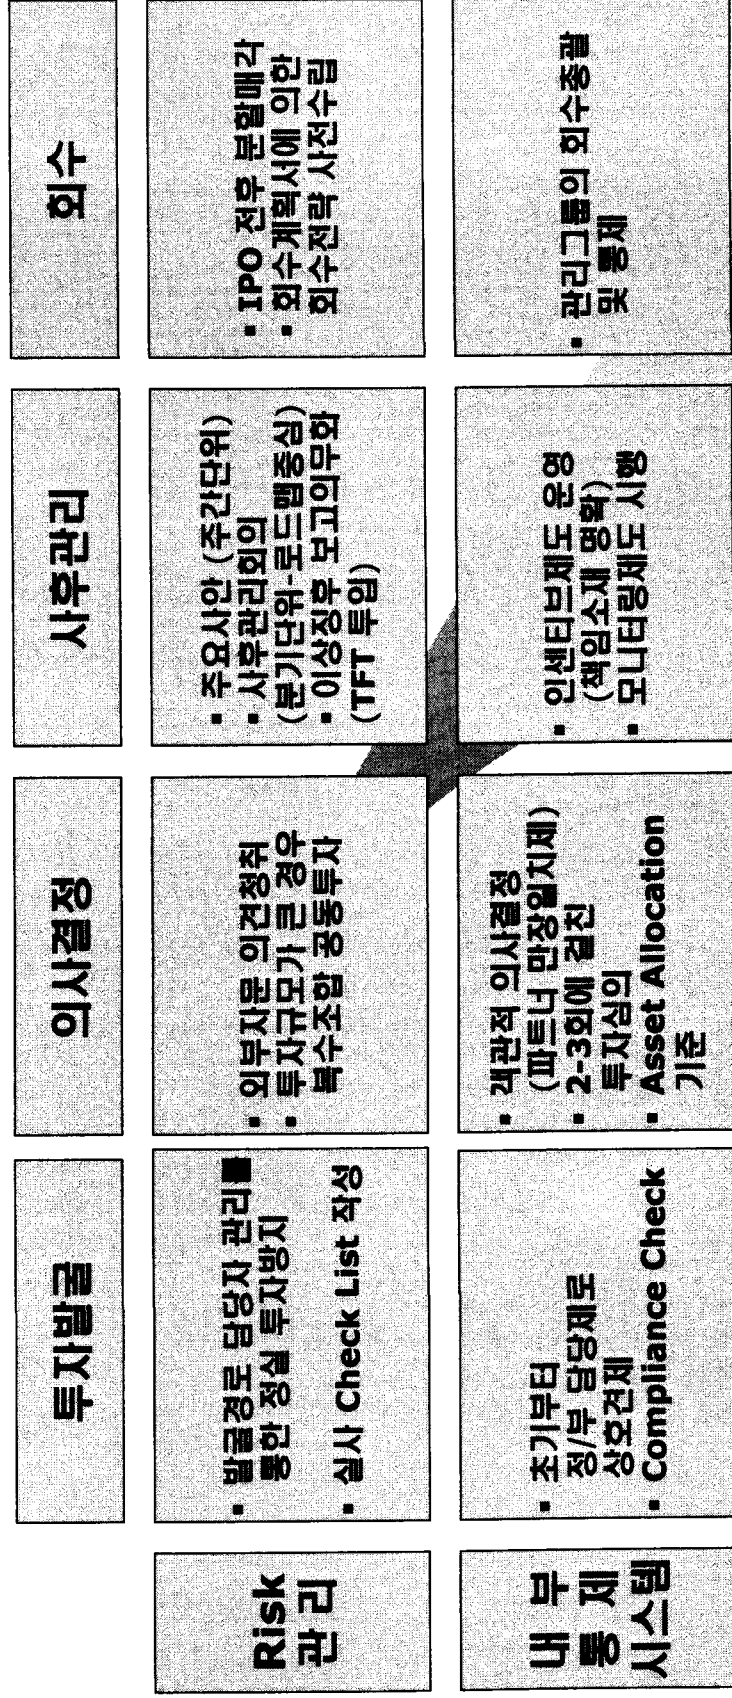 투자발굴
의사결정
사후관리
회수
Risk
관 리
▪ 발굴경로 담당자 관리를
통한 정실 투자방지
▪ 실사 Check List 작성
▪ 외부자문 의견청취
▪ 투자규모가 큰 경우
복수조합 공동투자
▪ 주요사안 (주간단위)
▪ 사후관리회의
(분기단위-로드맵중심)
▪ 이상징후 보고의무화
(TFT 투입)
▪ IPO 전후 분할매각
▪ 회수계획서에 의한
회수전략 사전수립
내 부
통 제
시스템
▪ 초기부터
정/부 담당제로
상호견제
▪ Compliance Check
▪ 객관적 의사결정
(파트너 만장일치제)
▪ 2-3회에 걸친
투자심의
▪ Asset Allocation
기준
▪ 인센티브제도 운영
(책임소재 명확)
▪ 모니터링제도 시행
▪ 관리그룹의 회수총괄
및 통제